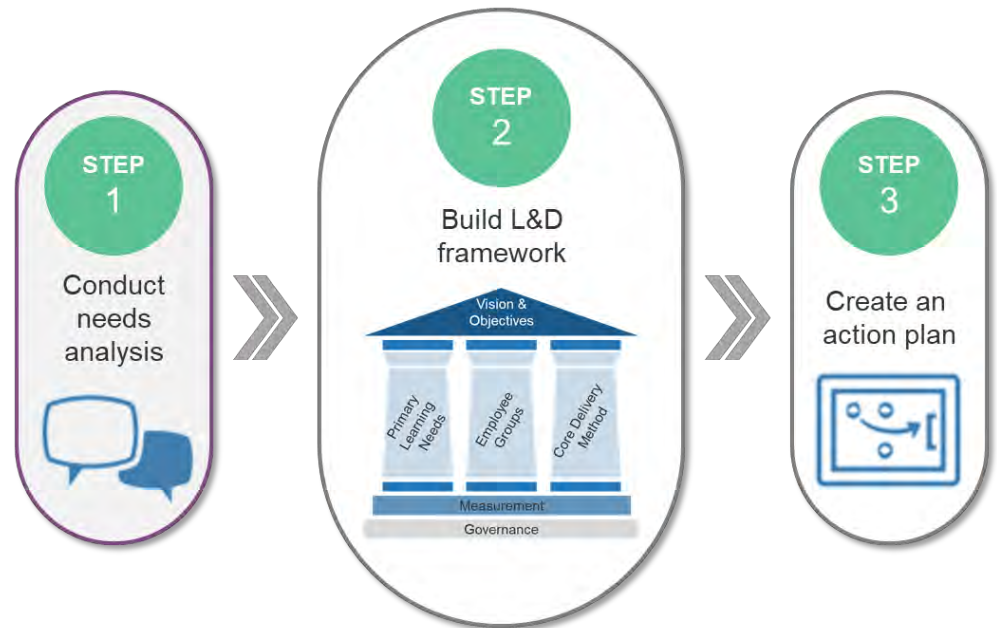 STEP
1
Conduct
needs
analysis
STEP
2
Build L&D
framework
Vision &
Objectives
Primary
Learning
Needs
Employee
Groups
Core Delivery
Method
Measurement
Governance
STEP
3
Create an
action plan